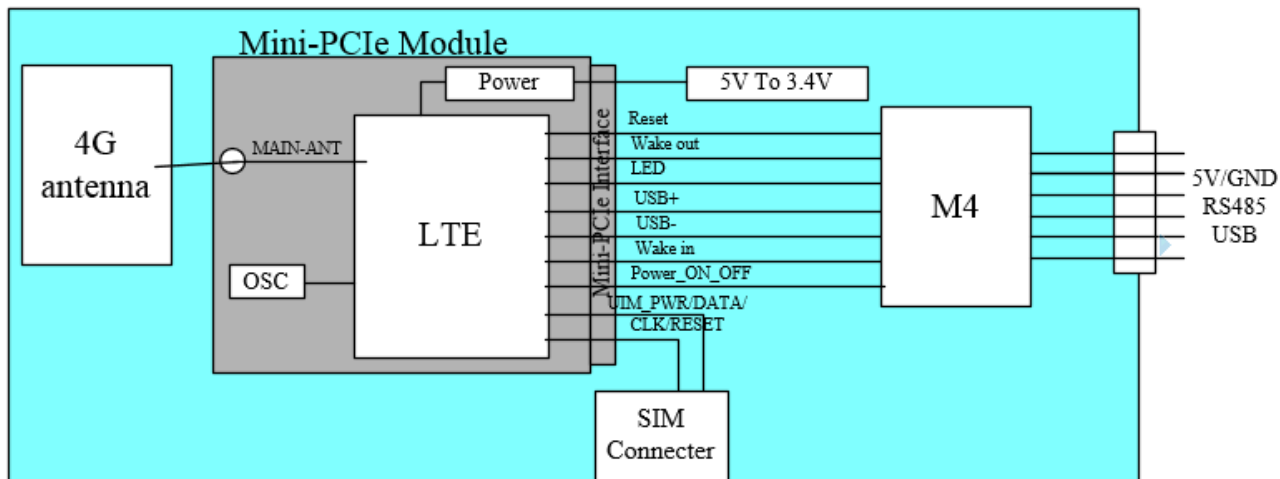 Mini-PCIe Module
Power
5V To 3.4V
4G
antenna
MAIN-ANT
LTE
OSC
Mini-PCIe Interface
Reset
Wake out
LED
USB+
USB-
Wake in
Power_ON_OFF
UIM_PWR/DATA/
CLK/RESET
M4
5V/GND
RS485
USB
SIM
Connecter